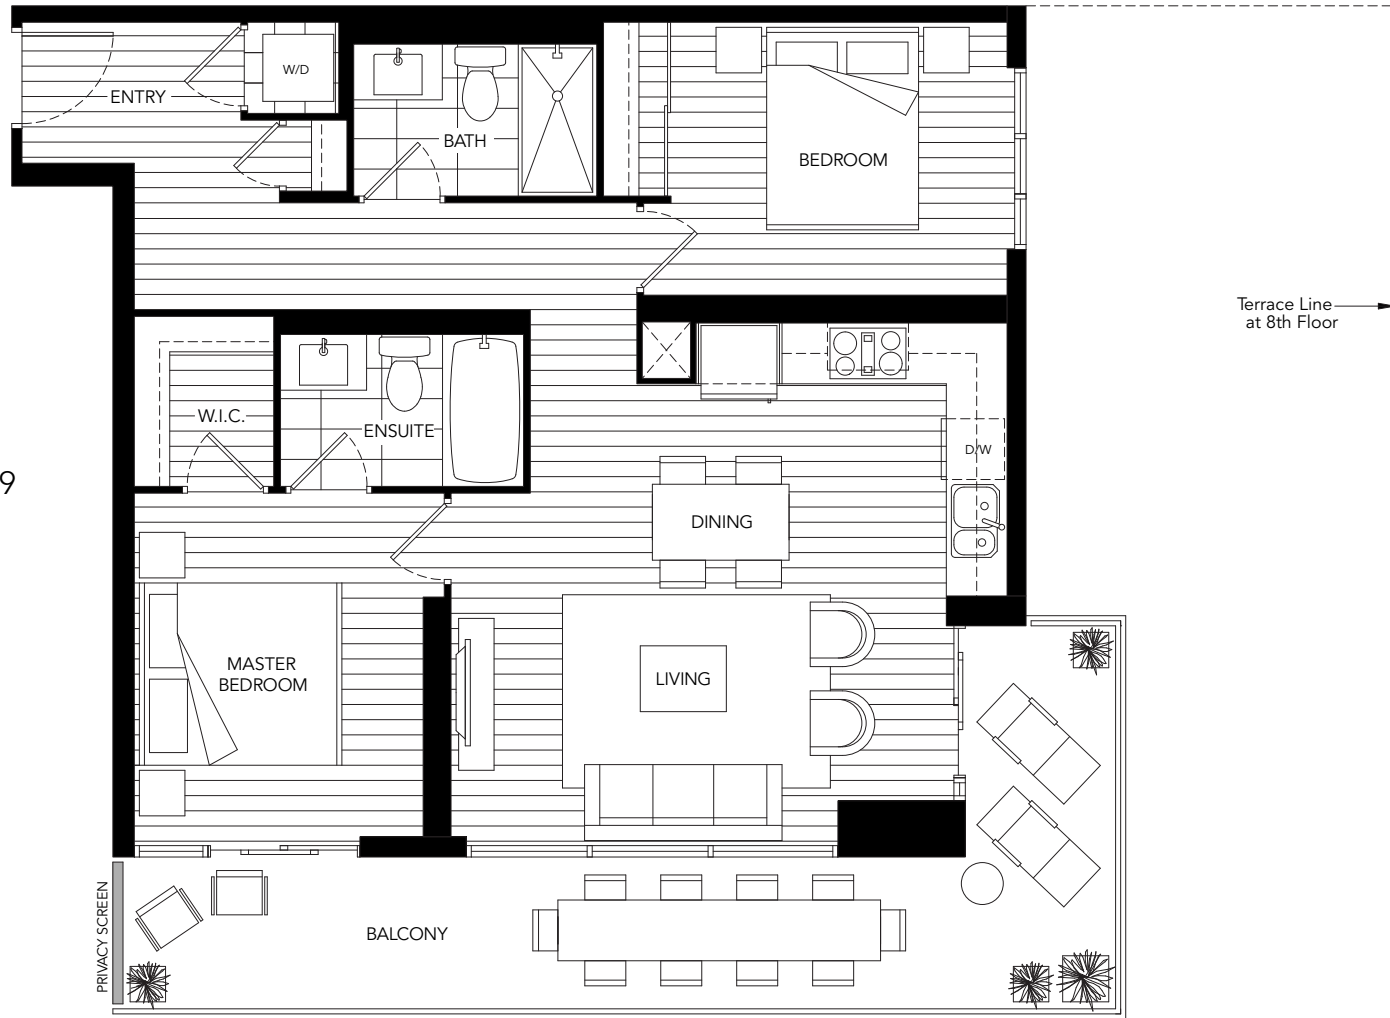 W/D
ENTRY
BATH
BEDROOM
Terrace Line
at 8th Floor
W.I.C.
ENSUITE
D/W
9
DINING
MASTER
BEDROOM
LIVING
PRIVACY SCREEN
BALCONY